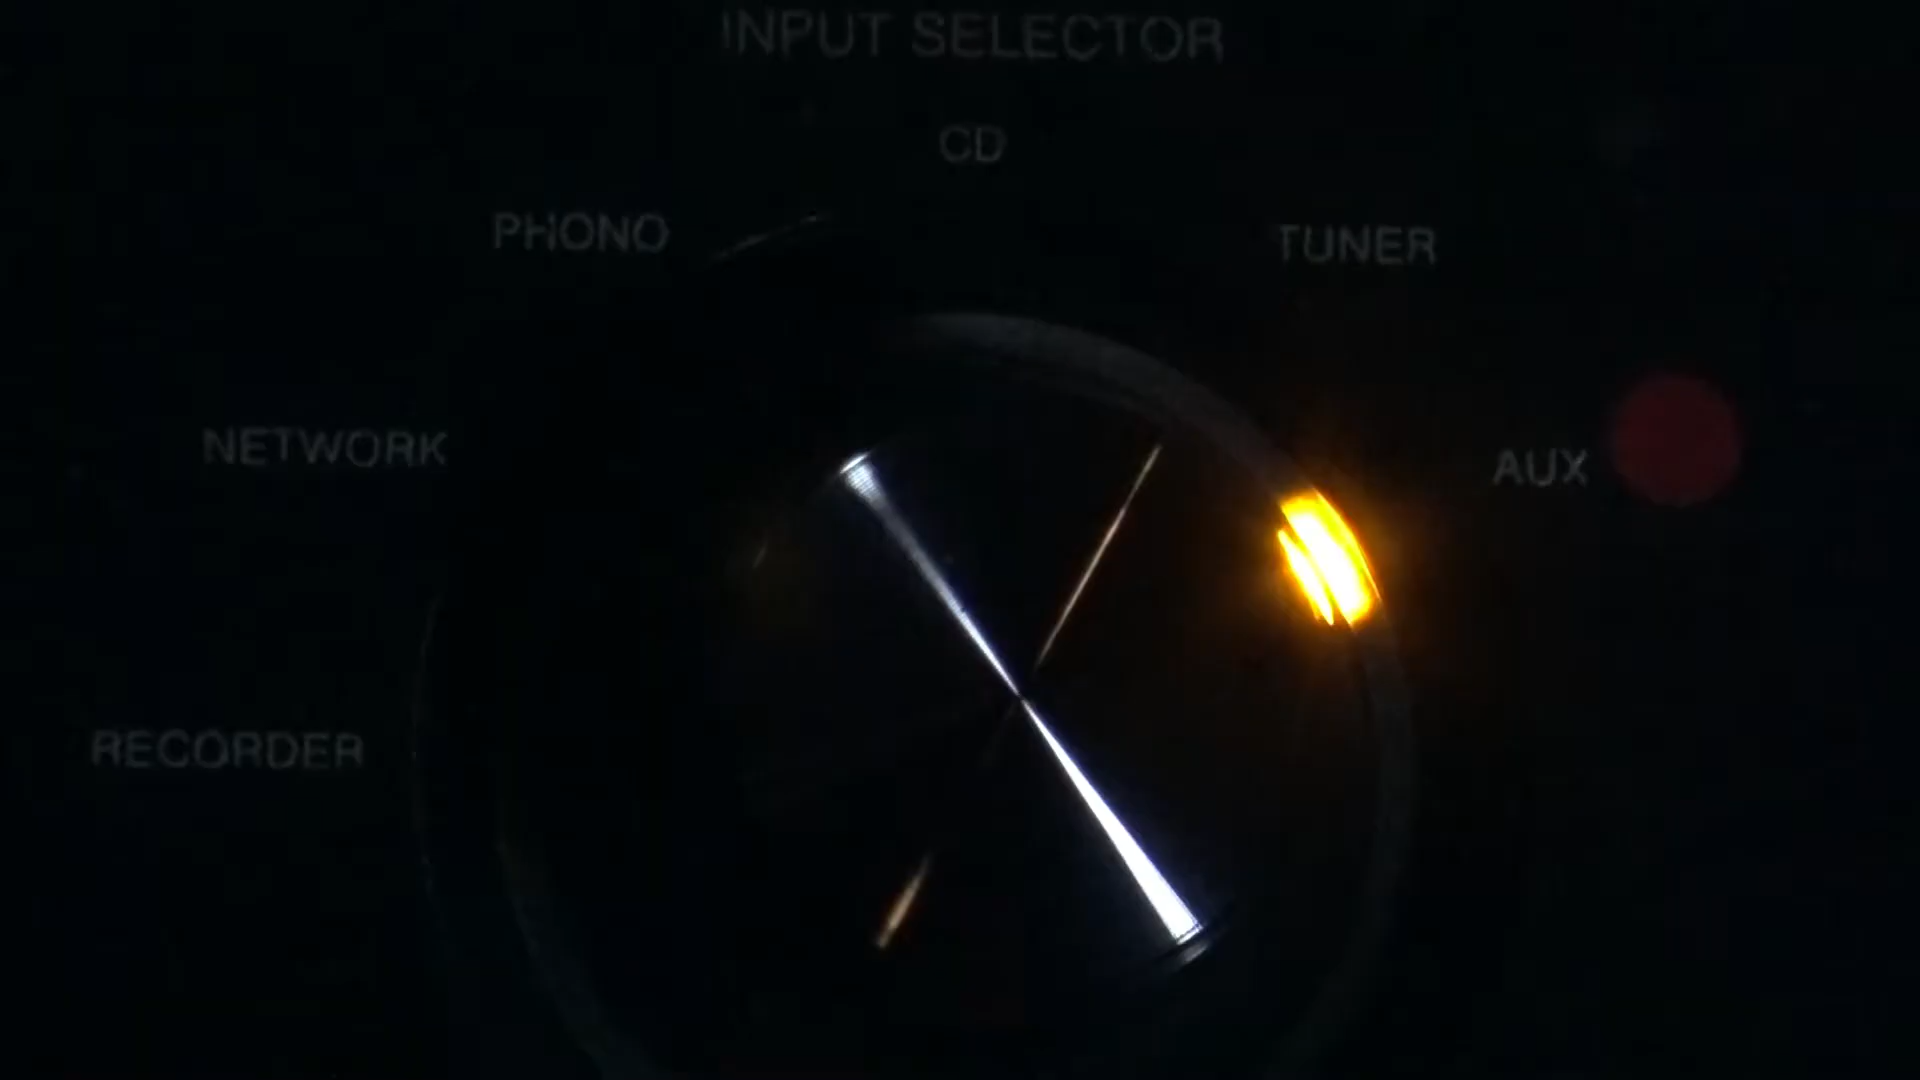 INPUT SELECTOR
CD
PHONO
TUNER
NETWORK
AUX
RECORDER